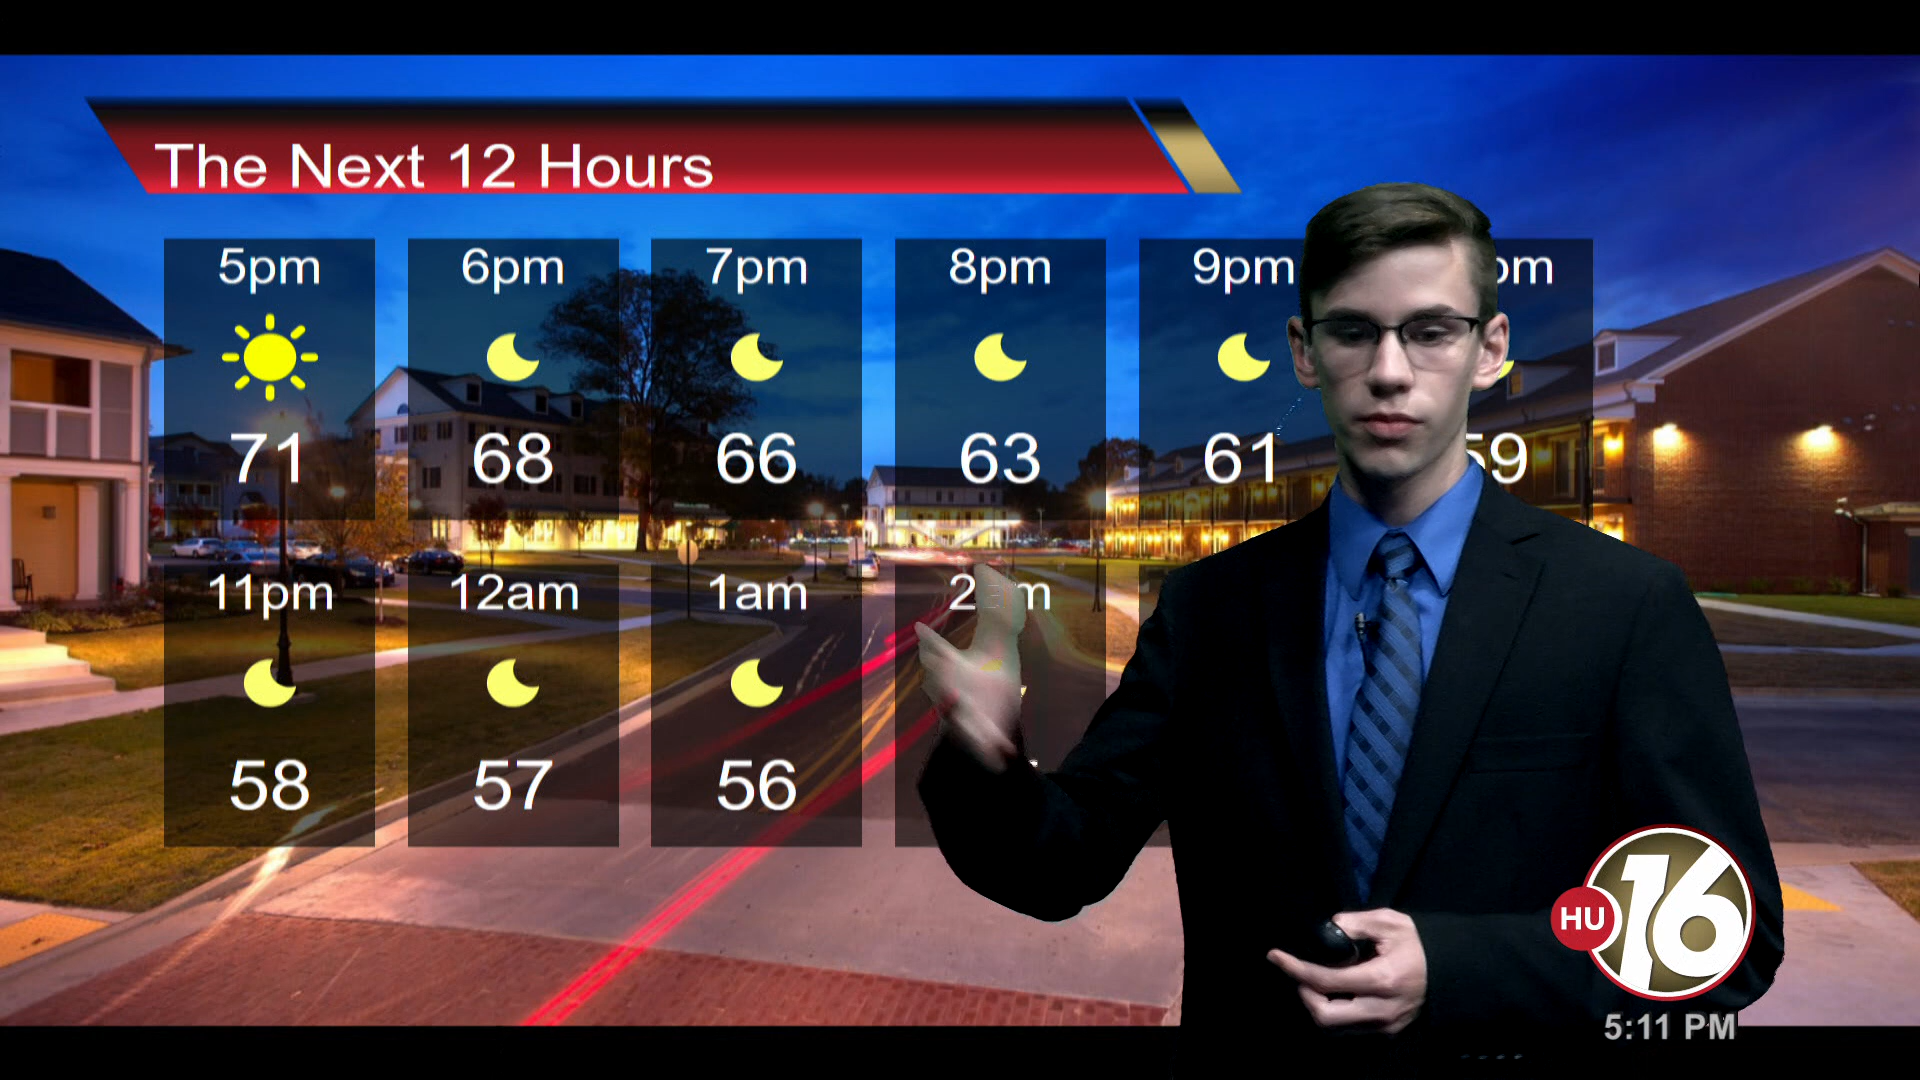 The Next 12 Hours
5pm 6pm 7pm 8pm 9pm
71 68 66 63 61 59
11pm 12am 1am
58 57 56
HU 16
5:11 PM